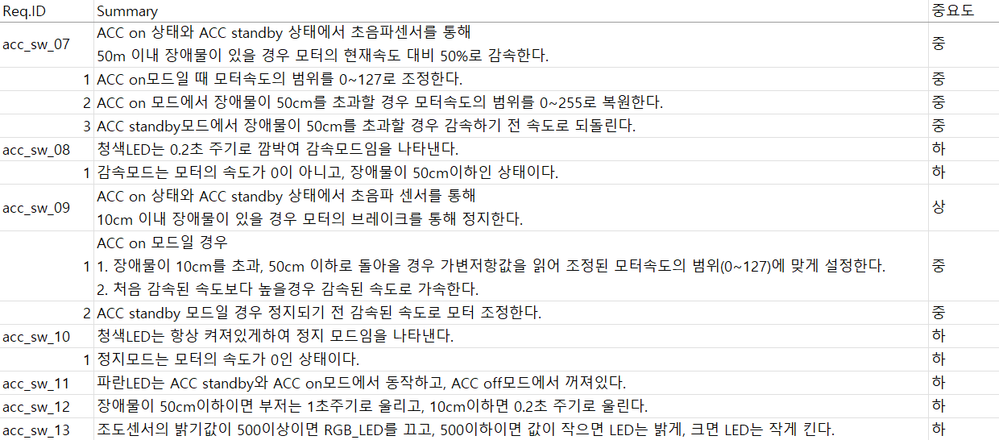 Req.ID Summary 중요도
acc_sw_07 ACC on 상태와 ACC standby 상태에서 초음파센서를 통해
50m 이내 장애물이 있을 경우 모터의 현재속도 대비 50%로 감속한다. 중
1 ACC on모드일 때 모터속도의 범위를 0~127로 조정한다. 중
2 ACC on 모드에서 장애물이 50cm를 초과할 경우 모터속도의 범위를 0~255로 복원한다. 중
3 ACC standby모드에서 장애물이 50cm를 초과할 경우 감속하기 전 속도로 되돌린다. 중
acc_sw_08 청색LED는 0.2초 주기로 깜박여 감속모드임을 나타낸다. 하
1 감속모드는 모터의 속도가 0이 아니고, 장애물이 50cm이하인 상태이다. 하
acc_sw_09 ACC on 상태와 ACC standby 상태에서 초음파 센서를 통해
10cm 이내 장애물이 있을 경우 모터의 브레이크를 통해 정지한다. 상
ACC on 모드일 경우
1 1. 장애물이 10cm를 초과, 50cm 이하로 돌아올 경우 가변저항값을 읽어 조정된 모터속도의 범위(0~127)에 맞게 설정한다. 중
2. 처음 감속된 속도보다 높을경우 감속된 속도로 가속한다.
2 ACC standby 모드일 경우 정지되기 전 감속된 속도로 모터 조정한다. 중
acc_sw_10 청색LED는 항상 켜져있게하여 정지 모드임을 나타낸다. 하
1 정지모드는 모터의 속도가 0인 상태이다. 하
acc_sw_11 파란LED는 ACC standby와 ACC on모드에서 동작하고, ACC off모드에서 꺼져있다. 하
acc_sw_12 장애물이 50cm이하이면 부저는 1초주기로 울리고, 10cm이하면 0.2초 주기로 울린다. 하
acc_sw_13 조도센서의 밝기값이 500이상이면 RGB_LED를 끄고, 500이하이면 값이 작으면 LED는 밝게, 크면 LED는 작게 킨다. 하